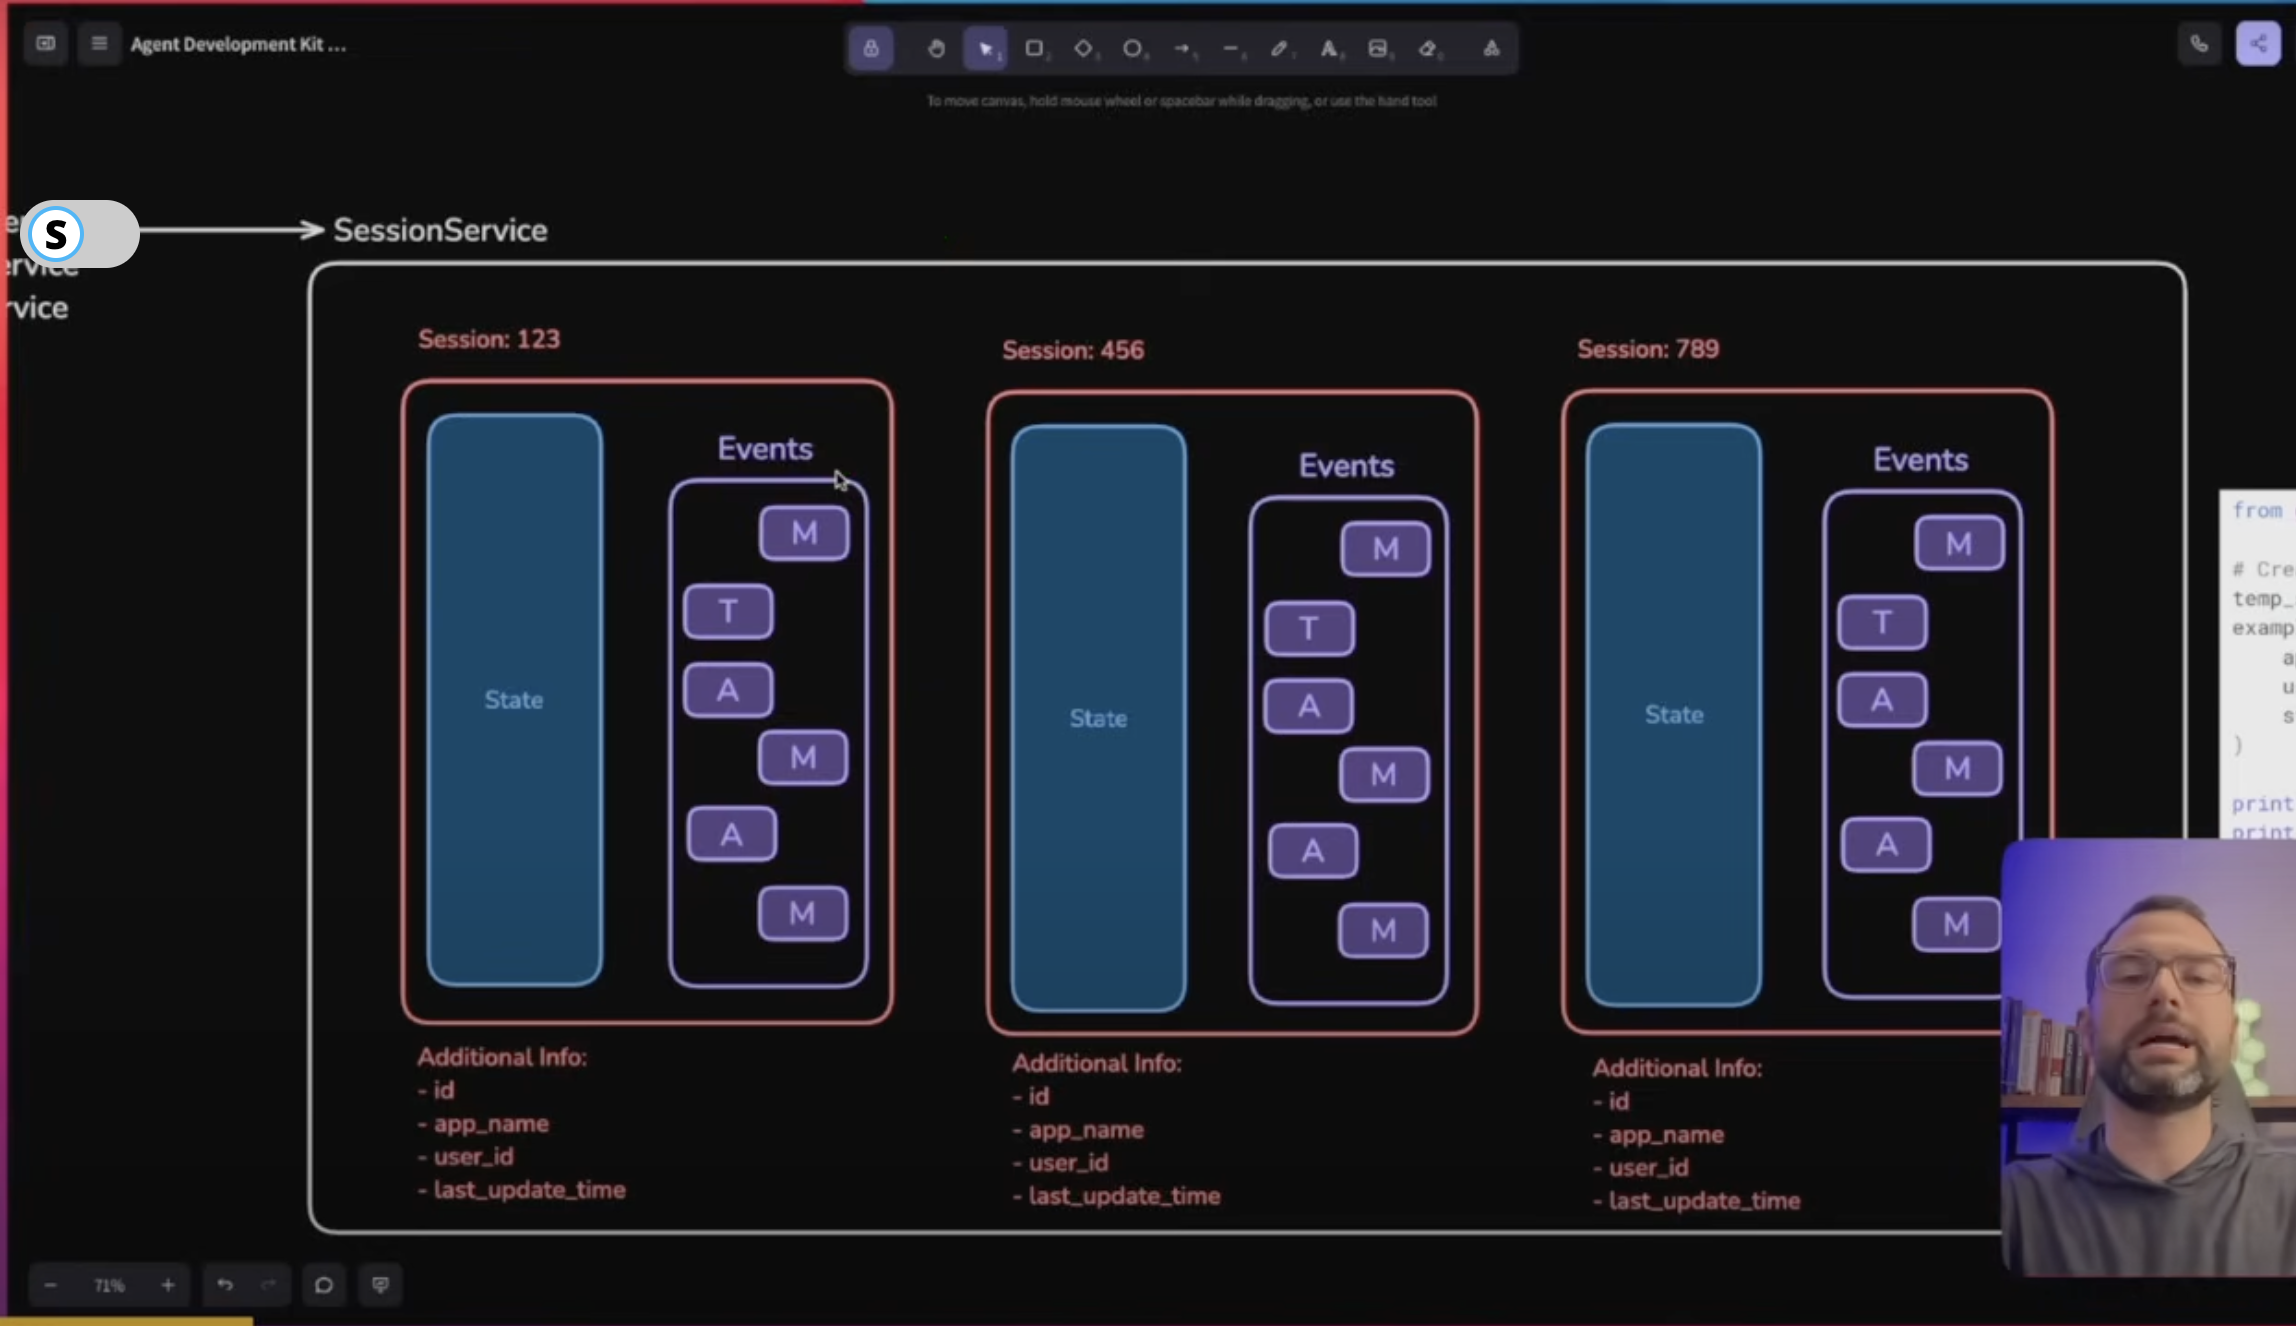 Agent Development Kit ...
To move canvas, hold mouse wheel or spacebar while dragging, or use the hand tool
S
SessionService
ervice
rvice
Session: 123
Session: 456
Session: 789
State
Events
M
T
A
M
A
M
State
Events
M
T
A
M
A
M
State
Events
M
T
A
M
A
M
Additional Info:
- id
- app_name
- user_id
- last_update_time
Additional Info:
- id
- app_name
- user_id
- last_update_time
Additional Info:
- id
- app_name
- user_id
- last_update_time
from
# Cre
temp_
examp
a
u
s
)
print
print
71%